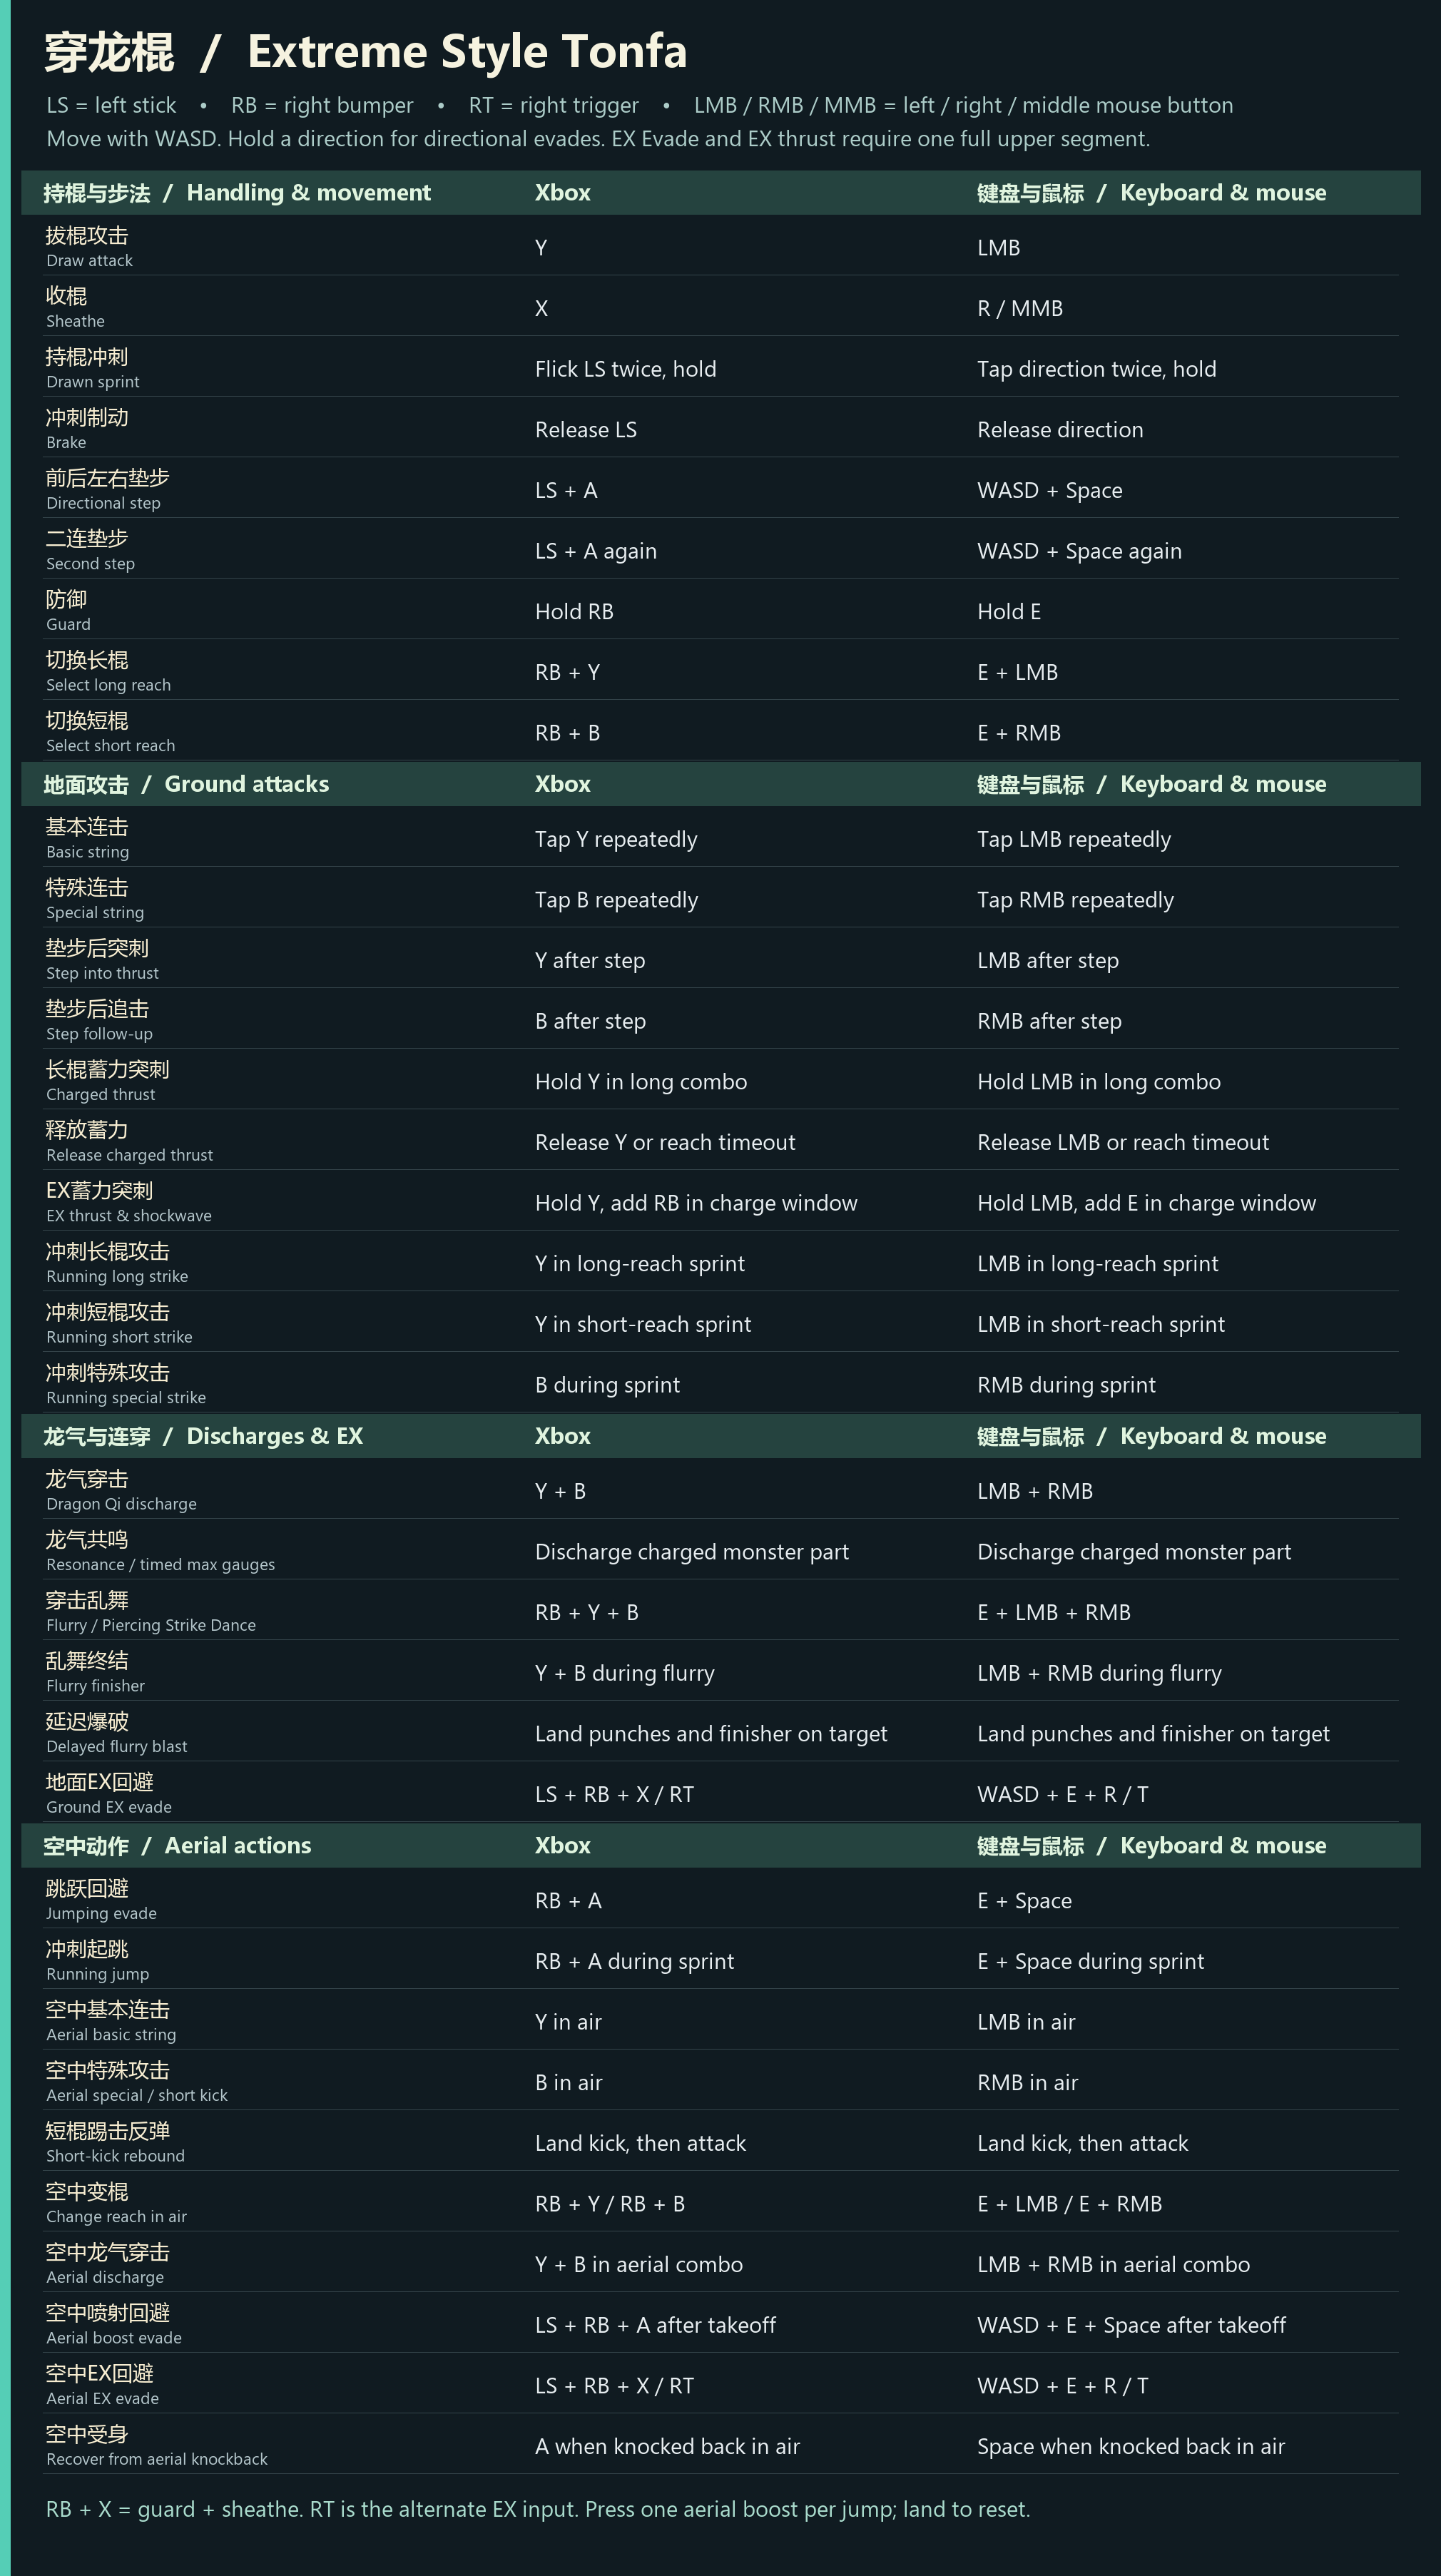 穿龙棍 / Extreme Style Tonfa
LS = left stick • RB = right bumper • RT = right trigger • LMB / RMB / MMB = left / right / middle mouse button
Move with WASD. Hold a direction for directional evades. EX Evade and EX thrust require one full upper segment.
持棍与步法 / Handling & movement Xbox 键盘与鼠标 / Keyboard & mouse
拔棍攻击
Draw attack
Y LMB
收棍
Sheathe
X R / MMB
持棍冲刺
Drawn sprint
Flick LS twice, hold Tap direction twice, hold
冲刺制动
Brake
Release LS Release direction
前后左右垫步
Directional step
LS + A WASD + Space
二连垫步
Second step
LS + A again WASD + Space again
防御
Guard
Hold RB Hold E
切换长棍
Select long reach
RB + Y E + LMB
切换短棍
Select short reach
RB + B E + RMB
地面攻击 / Ground attacks Xbox 键盘与鼠标 / Keyboard & mouse
基本连击
Basic string
Tap Y repeatedly Tap LMB repeatedly
特殊连击
Special string
Tap B repeatedly Tap RMB repeatedly
垫步后突刺
Step into thrust
Y after step LMB after step
垫步后追击
Step follow-up
B after step RMB after step
长棍蓄力突刺
Charged thrust
Hold Y in long combo Hold LMB in long combo
释放蓄力
Release charged thrust
Release Y or reach timeout Release LMB or reach timeout
EX蓄力突刺
EX thrust & shockwave
Hold Y, add RB in charge window Hold LMB, add E in charge window
冲刺长棍攻击
Running long strike
Y in long-reach sprint LMB in long-reach sprint
冲刺短棍攻击
Running short strike
Y in short-reach sprint LMB in short-reach sprint
冲刺特殊攻击
Running special strike
B during sprint RMB during sprint
龙气与连穿 / Discharges & EX Xbox 键盘与鼠标 / Keyboard & mouse
龙气穿击
Dragon Qi discharge
Y + B LMB + RMB
龙气共鸣
Resonance / timed max gauges
Discharge charged monster part Discharge charged monster part
穿击乱舞
Flurry / Piercing Strike Dance
RB + Y + B E + LMB + RMB
乱舞终结
Flurry finisher
Y + B during flurry LMB + RMB during flurry
延迟爆破
Delayed flurry blast
Land punches and finisher on target Land punches and finisher on target
地面EX回避
Ground EX evade
LS + RB + X / RT WASD + E + R / T
空中动作 / Aerial actions Xbox 键盘与鼠标 / Keyboard & mouse
跳跃回避
Jumping evade
RB + A E + Space
冲刺起跳
Running jump
RB + A during sprint E + Space during sprint
空中基本连击
Aerial basic string
Y in air LMB in air
空中特殊攻击
Aerial special / short kick
B in air RMB in air
短棍踢击反弹
Short-kick rebound
Land kick, then attack Land kick, then attack
空中变棍
Change reach in air
RB + Y / RB + B E + LMB / E + RMB
空中龙气穿击
Aerial discharge
Y + B in aerial combo LMB + RMB in aerial combo
空中喷射回避
Aerial boost evade
LS + RB + A after takeoff WASD + E + Space after takeoff
空中EX回避
Aerial EX evade
LS + RB + X / RT WASD + E + R / T
空中受身
Recover from aerial knockback
A when knocked back in air Space when knocked back in air
RB + X = guard + sheathe. RT is the alternate EX input. Press one aerial boost per jump; land to reset.